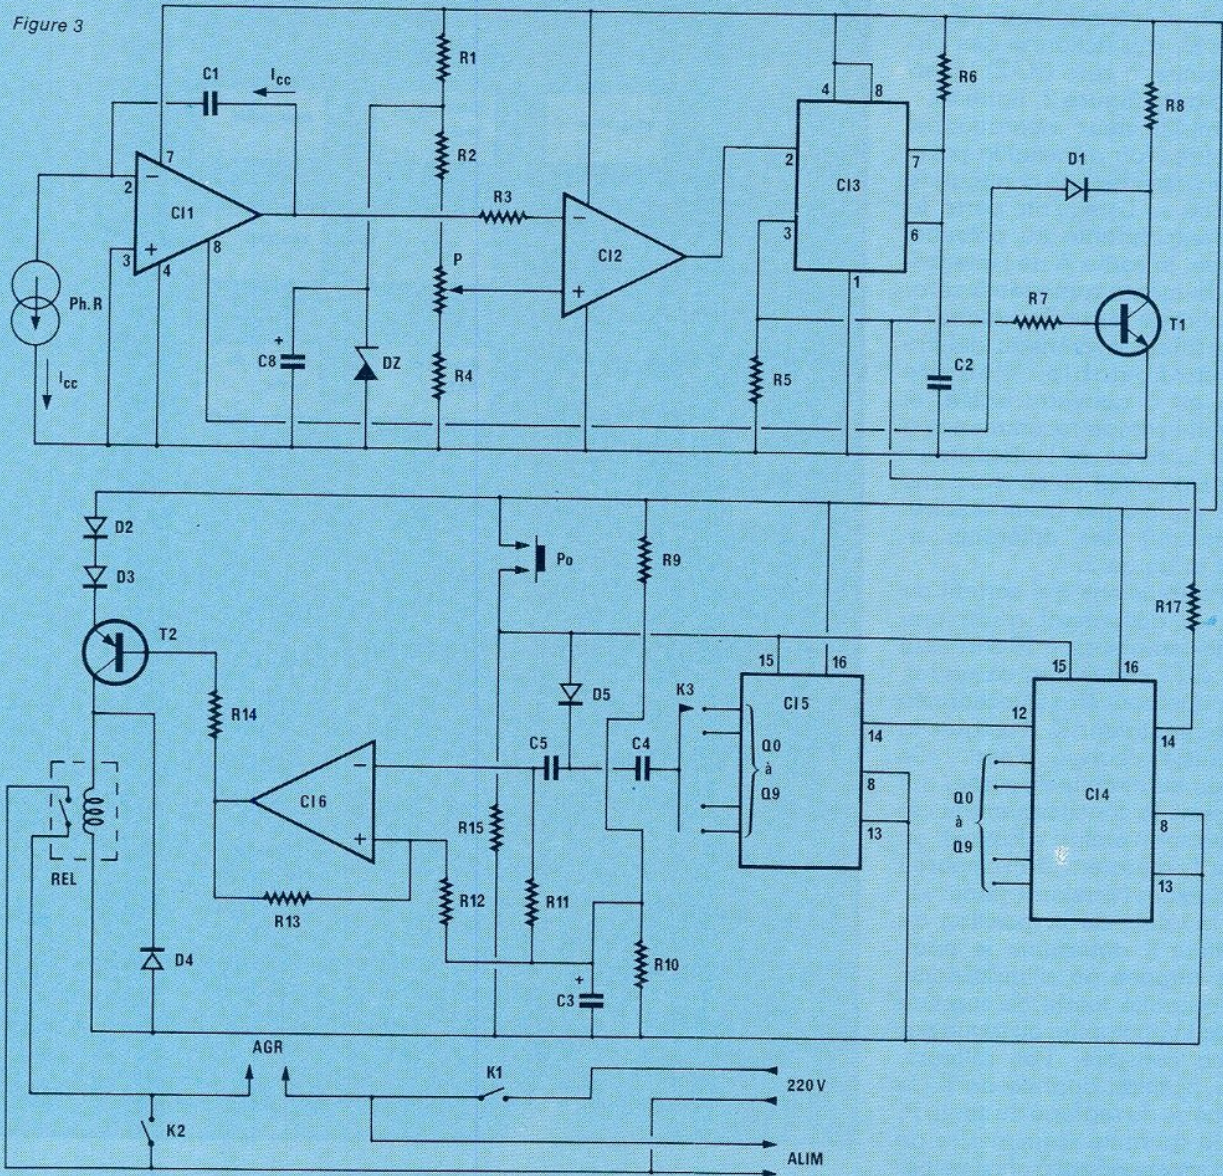 Figure 3
C1
Icc
R1
R6
R8
4
8
7
2
CI1
8
3
4
R2
R3
CI2
P
2
CI3
7
3
6
1
D1
Ph.R
Icc
C8
DZ
R4
R5
R7
C2
T1
D2
D3
T2
Po
R9
R17
15
16
15
16
R14
D5
K3
CI5
12
14
14
C5
C4
Q0
à
Q9
8
13
Q0
à
Q9
CI4
8
13
CI6
R15
REL
R13
R12
R11
D4
C3
R10
AGR
K1
220 V
K2
ALIM